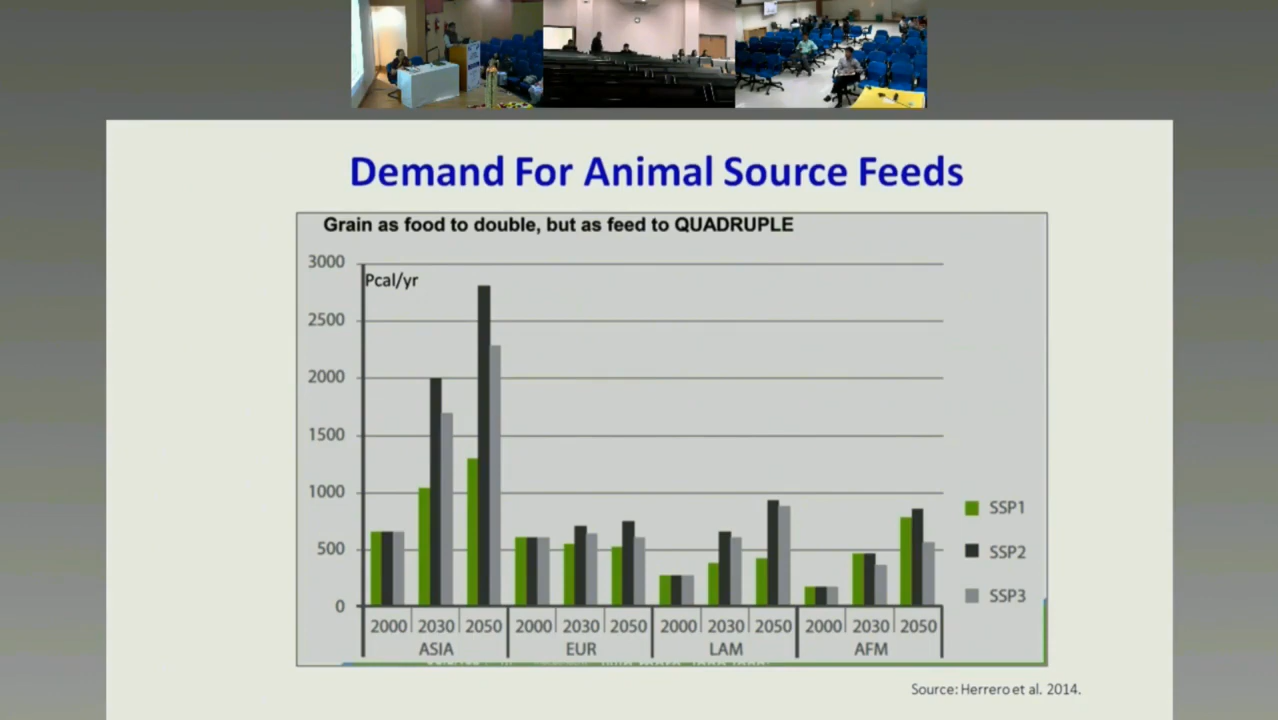 Demand For Animal Source Feeds
Grain as food to double, but as feed to QUADRUPLE
3000
Pcal/yr
2500
2000
1500
1000
500
0
SSP1
SSP2
SSP3
2000 2030 2050 2000 2030 2050 2000 2030 2050 2000 2030 2050
ASIA EUR LAM AFM
Source: Herrero et al. 2014.